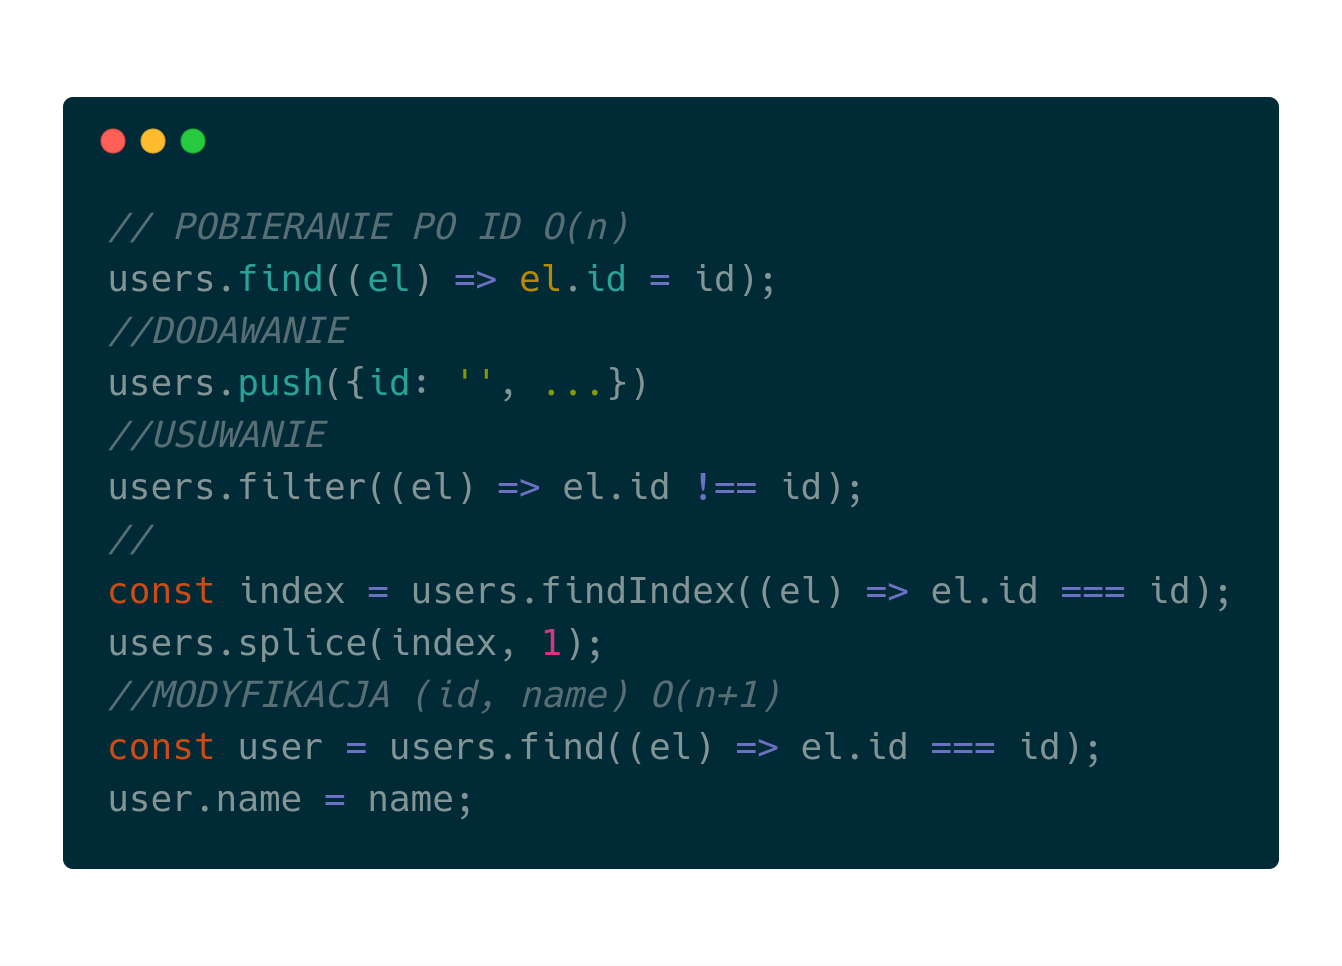 // POBIERANIE PO ID O(n)
users.find((el) => el.id = id);
//DODAWANIE
users.push({id: '', ...})
//USUWANIE
users.filter((el) => el.id !== id);
//
const index = users.findIndex((el) => el.id === id);
users.splice(index, 1);
//MODYFIKACJA (id, name) O(n+1)
const user = users.find((el) => el.id === id);
user.name = name;